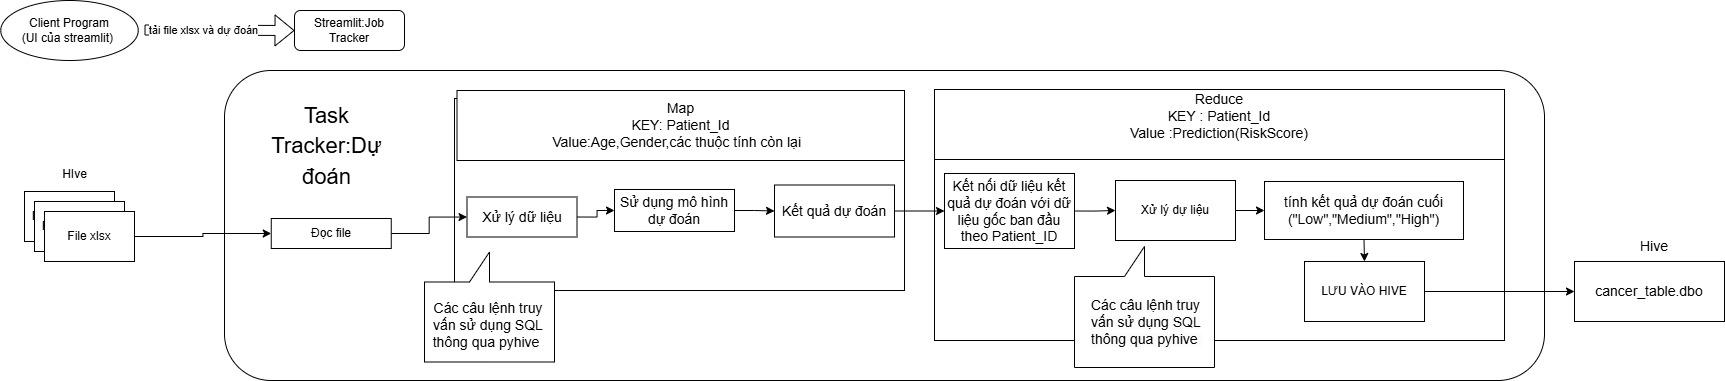 Client Program
(UI của streamlit)
tải file xlsx và dự đoán
Streamlit:Job
Tracker
Task
Tracker:Dự
đoán
HIve
File xlsx
Đọc file
Map
KEY: Patient_Id
Value:Age,Gender,các thuộc tính còn lại
Xử lý dữ liệu
Sử dụng mô hình
dự đoán
Kết quả dự đoán
Các câu lệnh truy
vấn sử dụng SQL
thông qua pyhive
Reduce
KEY : Patient_Id
Value :Prediction(RiskScore)
Kết nối dữ liệu kết
quả dự đoán với dữ
liệu gốc ban đầu
theo Patient_ID
Xử lý dự liệu
tính kết quả dự đoán cuối
("Low","Medium","High")
LƯU VÀO HIVE
Các câu lệnh truy
vấn sử dụng SQL
thông qua pyhive
Hive
cancer_table.dbo